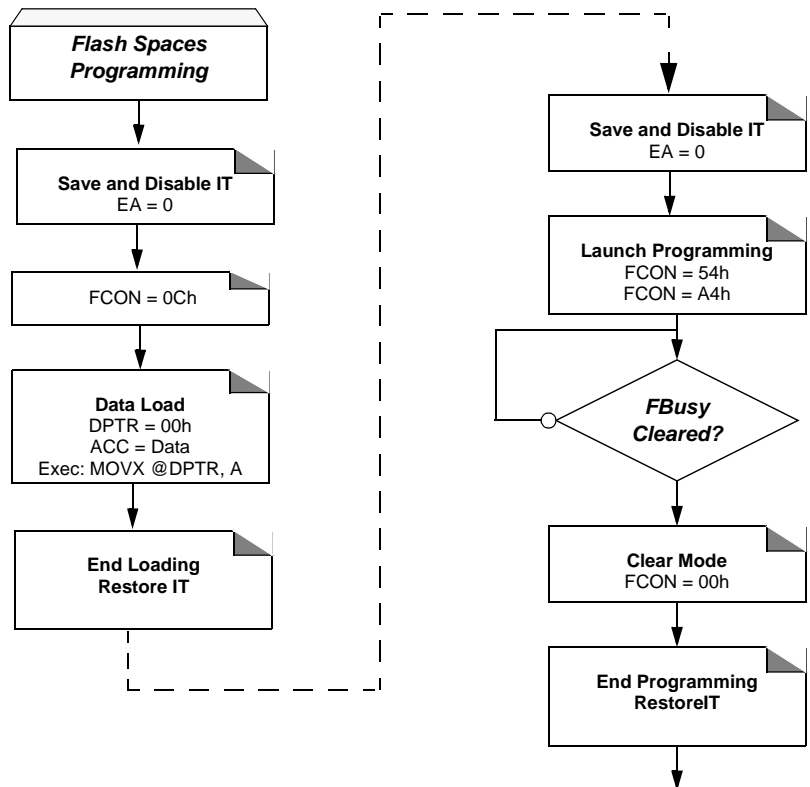 Flash Spaces
Programming
Save and Disable IT
EA = 0
FCON = 0Ch
Data Load
DPTR = 00h
ACC = Data
Exec: MOVX @DPTR, A
End Loading
Restore IT
Save and Disable IT
EA = 0
Launch Programming
FCON = 54h
FCON = A4h
FBusy
Cleared?
Clear Mode
FCON = 00h
End Programming
RestoreIT